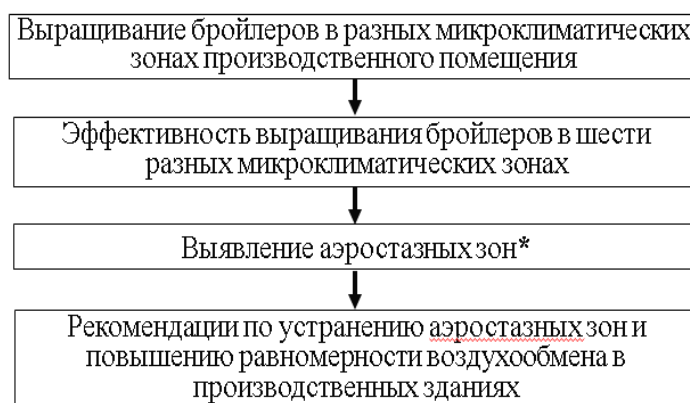 Выращивание бройлеров в разных микроклиматических
зонах производственного помещения
Эффективность выращивания бройлеров в шести
разных микроклиматических зонах
Выявление аэростазных зон*
Рекомендации по устранению аэростазных зон и
повышению равномерности воздухообмена в
производственных зданиях